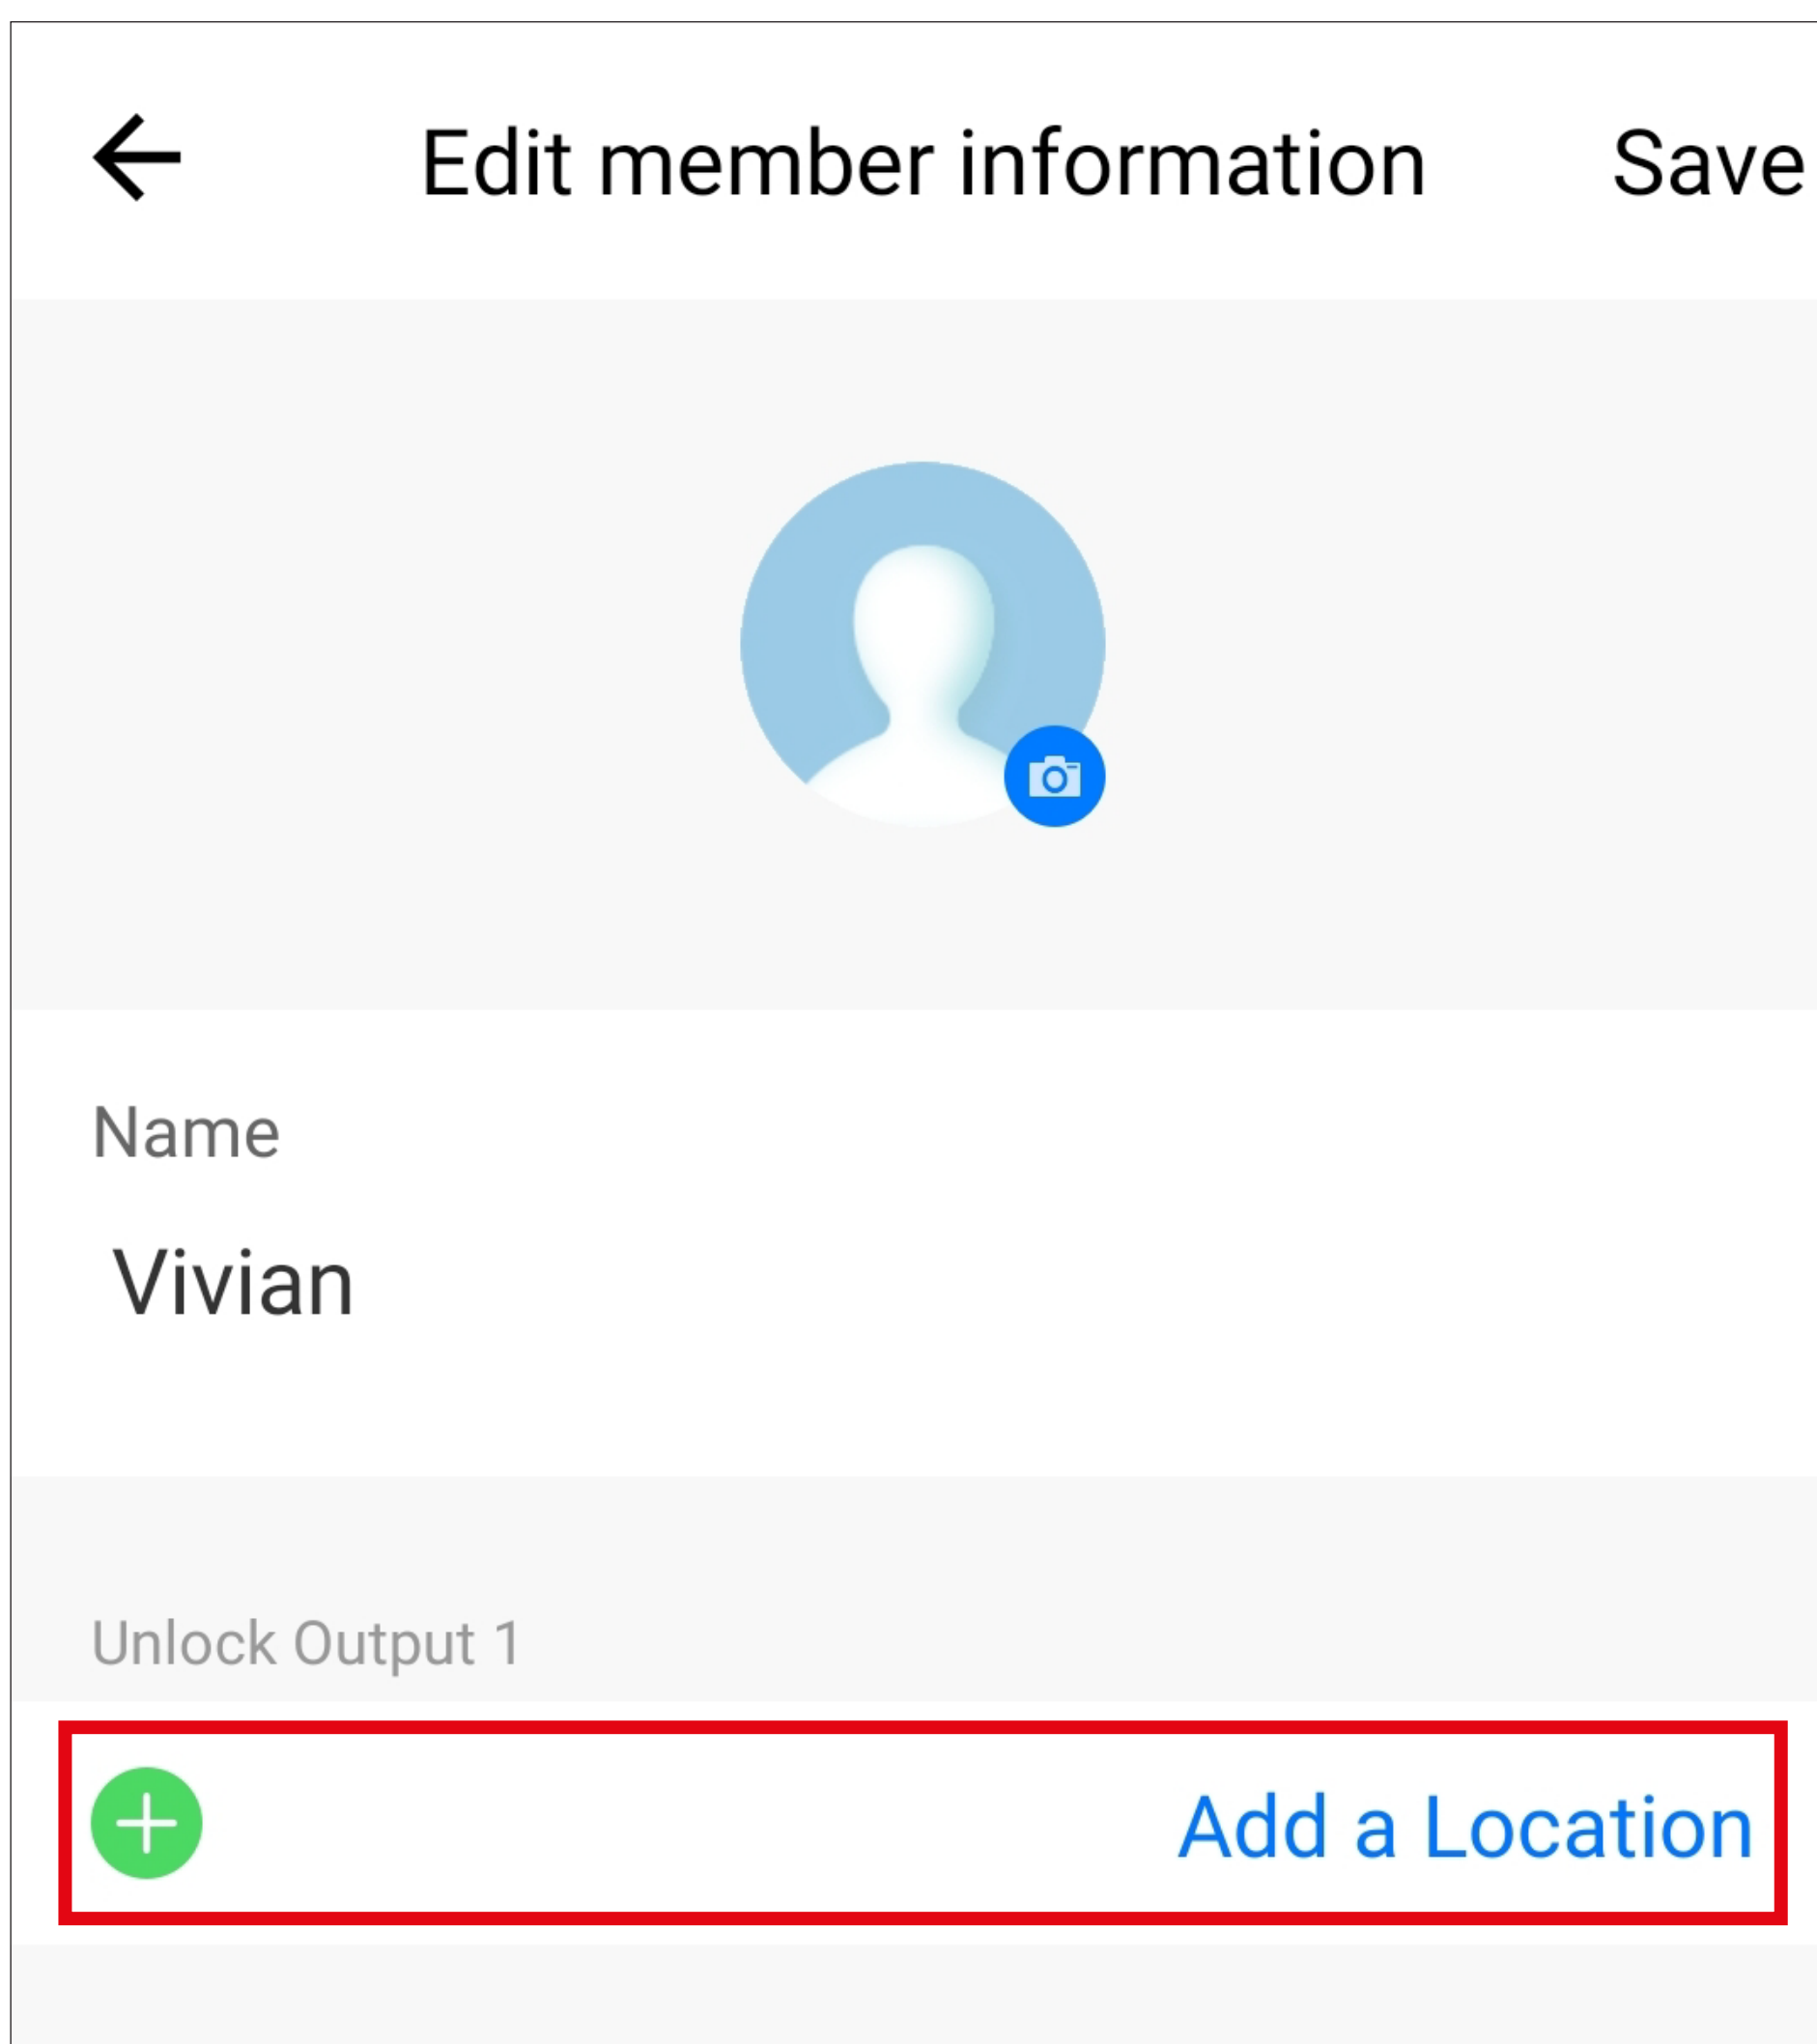 Edit member information Save
Name
Vivian
Unlock Output 1
Add a Location